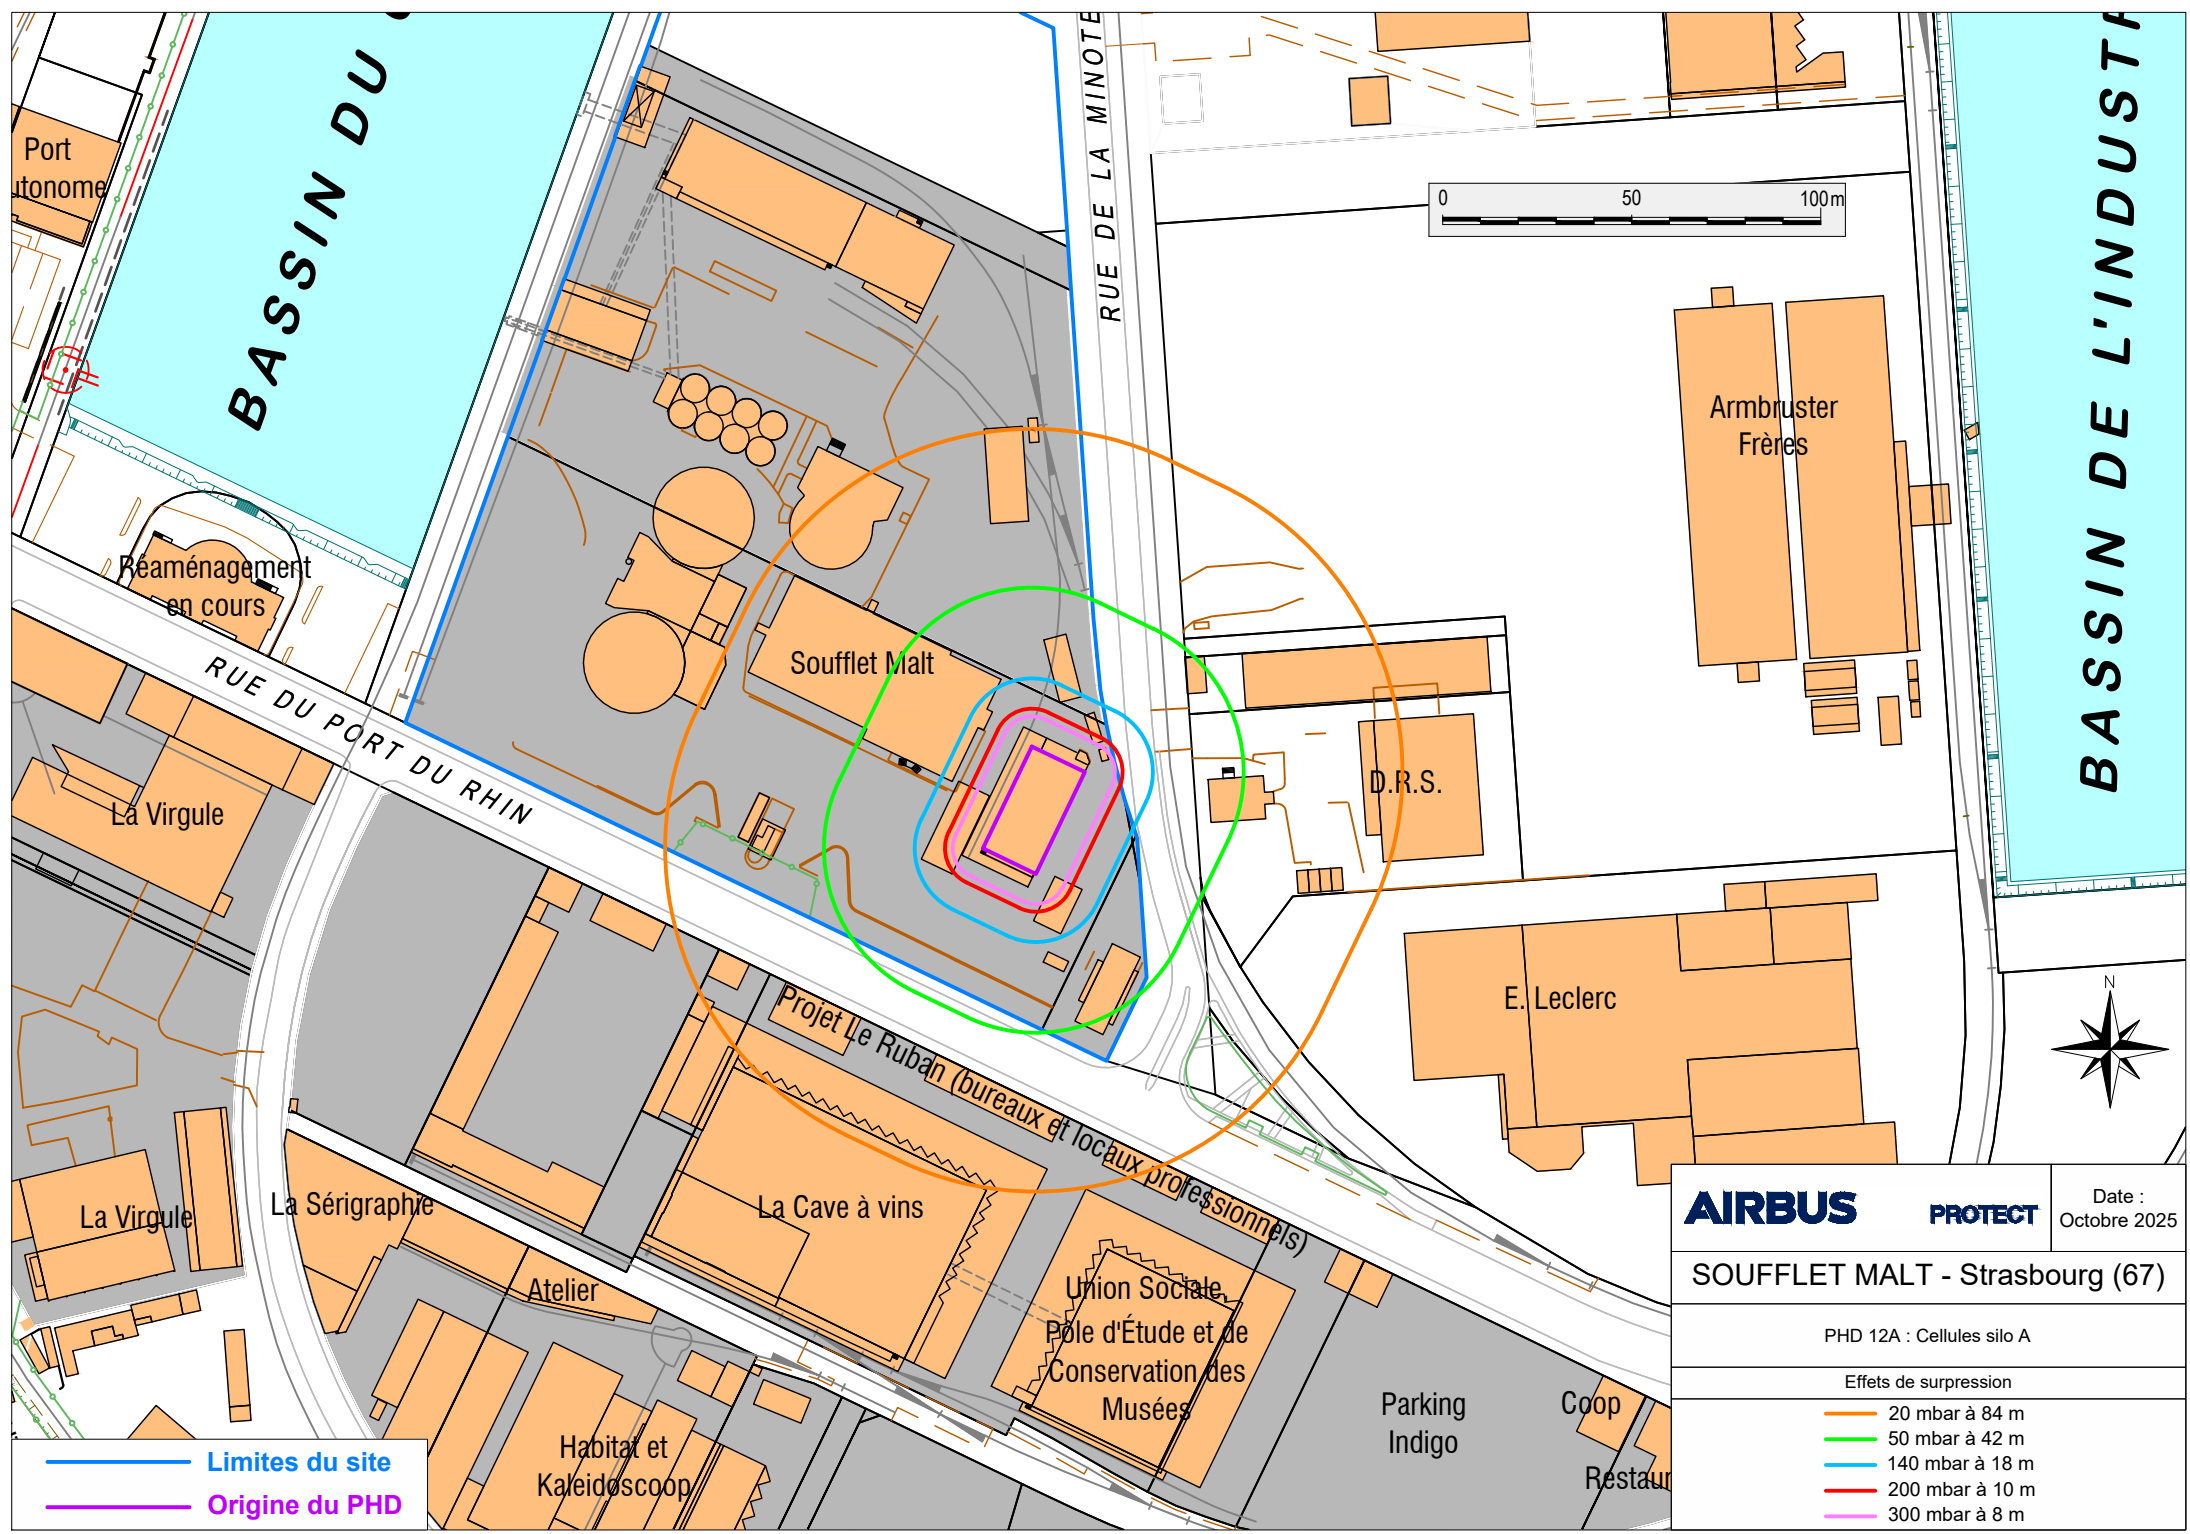 BASSIN DU
RUE DE LA MINOTE
BASSIN DE L'INDUSTR
Port
utonome
0 50 100m
Armbruster
Frères
Réaménagement
en cours
RUE DU PORT DU RHIN
Soufflet Malt
D.R.S.
La Virgule
E. Leclerc
N
Projet Le Ruban (bureaux et locaux professionnels)
La Virgule
La Sérigraphie
La Cave à vins
Atelier
Union Sociale
Pôle d'Étude et de
Conservation des
Musées
Parking
Indigo
Coop
Restaur
Habitat et
Kaleidoscoop
Limites du site
Origine du PHD
AIRBUS PROTECT
Date :
Octobre 2025
SOUFFLET MALT - Strasbourg (67)
PHD 12A : Cellules silo A
Effets de surpression
20 mbar à 84 m
50 mbar à 42 m
140 mbar à 18 m
200 mbar à 10 m
300 mbar à 8 m